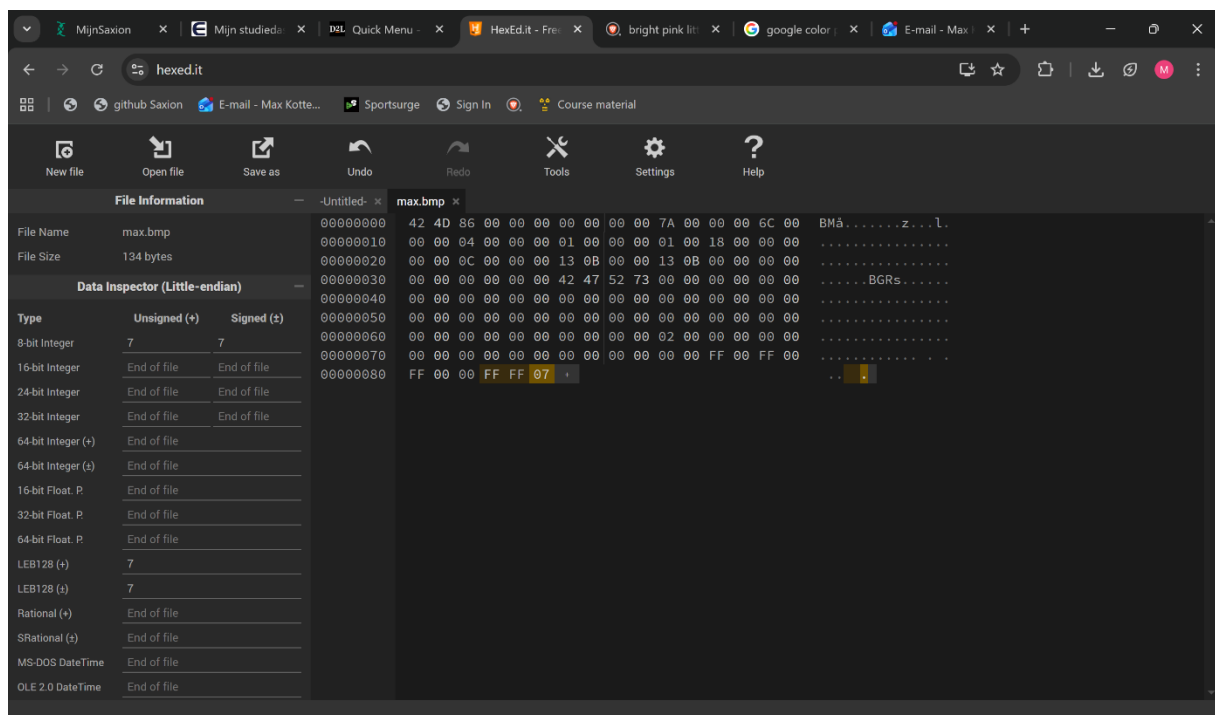 MijnSaxion
Mijn studieda
D2L Quick Menu -
HexEd.it - Free
bright pink litt
google color p
E-mail - Max
hexed.it
M
github Saxion
E-mail - Max Kotte...
Sportsurge
Sign In
Course material
New file
Open file
Save as
Undo
Redo
Tools
Settings
Help
File Information
-Untitled-
max.bmp
File Name max.bmp
File Size 134 bytes
Data Inspector (Little-endian)
Type Unsigned (+) Signed (±)
8-bit Integer 7 7
16-bit Integer End of file End of file
24-bit Integer End of file End of file
32-bit Integer End of file End of file
64-bit Integer (+) End of file
64-bit Integer (±) End of file
16-bit Float. P. End of file
32-bit Float. P. End of file
64-bit Float. P. End of file
LEB128 (+) 7
LEB128 (±) 7
Rational (+) End of file
SRational (±) End of file
MS-DOS DateTime End of file
OLE 2.0 DateTime End of file
00000000 42 4D 86 00 00 00 00 00 00 00 7A 00 00 00 6C 00 BMå.......z...l.
00000010 00 00 04 00 00 00 01 00 00 00 01 00 18 00 00 00 ................
00000020 00 00 0C 00 00 00 13 0B 00 00 13 0B 00 00 00 00 ................
00000030 00 00 00 00 00 00 42 47 52 73 00 00 00 00 00 00 ......BGRs......
00000040 00 00 00 00 00 00 00 00 00 00 00 00 00 00 00 00 ................
00000050 00 00 00 00 00 00 00 00 00 00 00 00 00 00 00 00 ................
00000060 00 00 00 00 00 00 00 00 00 00 02 00 00 00 00 00 ................
00000070 00 00 00 00 00 00 00 00 00 00 00 00 FF 00 FF 00 ............ . .
00000080 FF 00 00 FF FF 07 + .. .